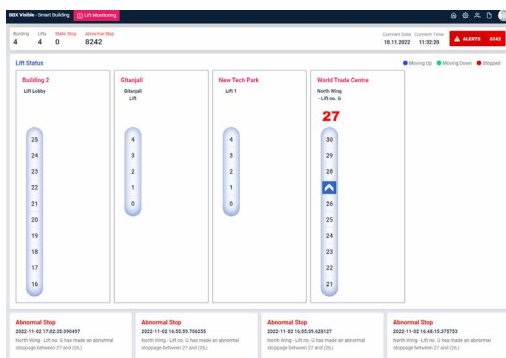 BOX Visible - Smart Building Lift Monitoring
Building Lifts Static Stop Abnormal Stop
4 4 0 8242
Current Date Current Time
18.11.2022 11:32:20
ALERTS 8242
Lift Status
Moving Up Moving Down Stopped
Building 2
Lift Lobby
25
24
23
22
21
20
19
18
17
16
Gitanjali
Gitanjali
Lift
4
3
2
1
0
New Tech Park
Lift 1
4
3
2
1
0
World Trade Centre
North Wing
- Lift no. G
27
30
29
28
26
25
24
23
22
21
Abnormal Stop
2022-11-02 17:03:35.090497
North Wing - Lift no. G has made an abnormal
stoppage between 27 and (26,)
Abnormal Stop
2022-11-02 16:55:59.706255
North Wing - Lift no. G has made an abnormal
stoppage between 27 and (26,)
Abnormal Stop
2022-11-02 16:55:59.628127
North Wing - Lift no. G has made an abnormal
stoppage between 27 and (26,)
Abnormal Stop
2022-11-02 16:48:15.375753
North Wing - Lift no. G has made an abnormal
stoppage between 27 and (26,)